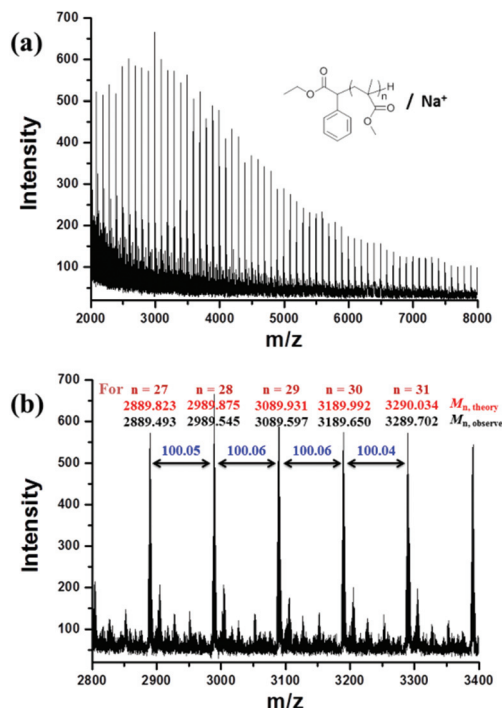 (a)
700
600
500
400
300
200
100
Intensity
O
O
n
H
O
O
/ Na+
2000 3000 4000 5000 6000 7000 8000
m/z
(b)
For n = 27 n = 28 n = 29 n = 30 n = 31
2889.823 2989.875 3089.931 3189.992 3290.034 Mn, theory
2889.493 2989.545 3089.597 3189.650 3289.702 Mn, observe
100.05 100.06 100.06 100.04
700
600
500
400
300
200
100
Intensity
2800 2900 3000 3100 3200 3300 3400
m/z